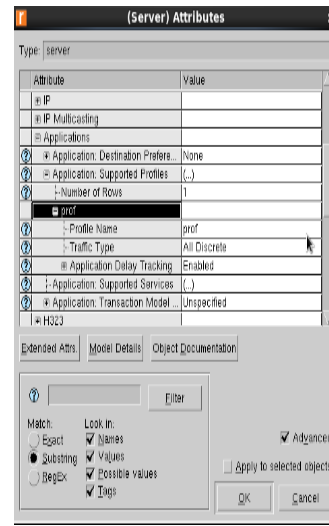 (Server) Attributes
Type: server
Attribute Value
IP
IP Multicasting
Applications
Application: Destination Prefere... None
Application: Supported Profiles (...)
Number of Rows 1
prof
Profile Name prof
Traffic Type All Discrete
Application Delay Tracking Enabled
Application: Supported Services (...)
Application: Transaction Model ... Unspecified
H323
Extended Attrs. Model Details Object Documentation
Filter
Match: Look in:
Exact Names
Substring Values
RegEx Possible values
Tags
Advanced
Apply to selected objects
OK Cancel